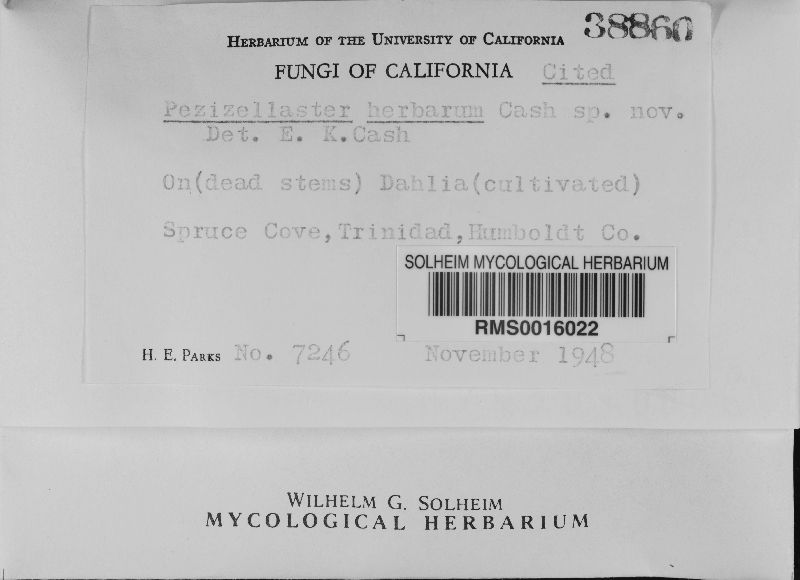 38860
HERBARIUM OF THE UNIVERSITY OF CALIFORNIA
FUNGI OF CALIFORNIA Cited
Pezizellaster herbarum Cash sp. nov.
Det. E. K.Cash
On(dead stems) Dahlia(cultivated)
Spruce Cove,Trinidad,Humboldt Co.
SOLHEIM MYCOLOGICAL HERBARIUM
RMS0016022
H. E. PARKS No. 7246 November 1948
WILHELM G. SOLHEIM
MYCOLOGICAL HERBARIUM